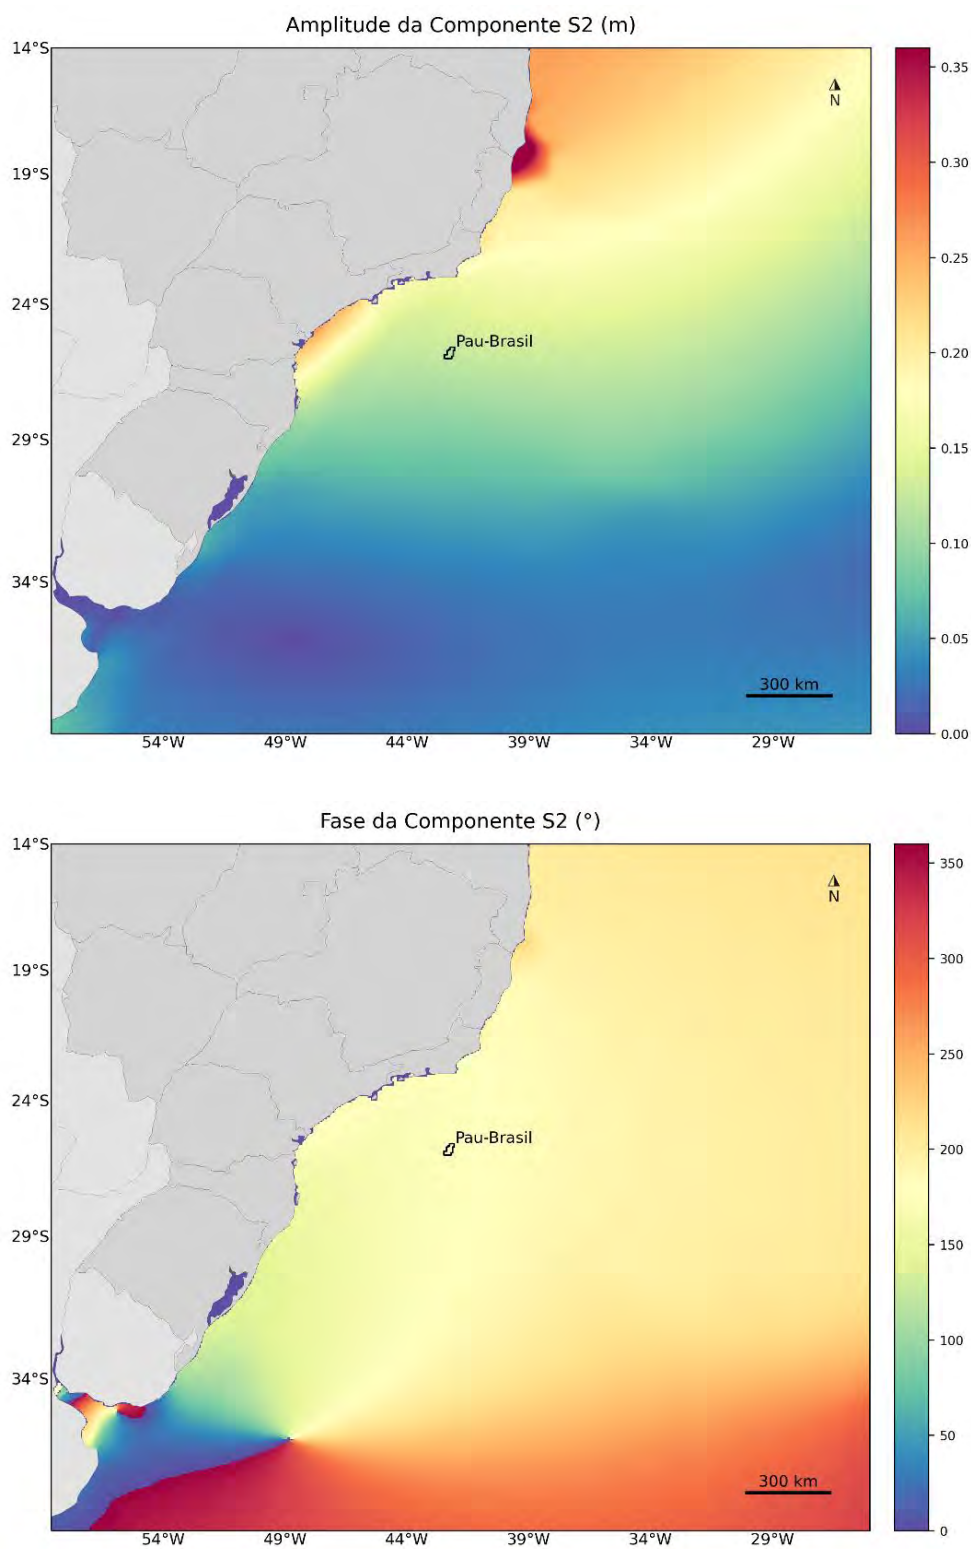 Amplitude da Componente S2 (m)
14°S
19°S
24°S
29°S
34°S
N
Pau-Brasil
300 km
54°W 49°W 44°W 39°W 34°W 29°W
0.35
0.30
0.25
0.20
0.15
0.10
0.05
0.00
Fase da Componente S2 (°)
14°S
19°S
24°S
29°S
34°S
N
Pau-Brasil
300 km
54°W 49°W 44°W 39°W 34°W 29°W
350
300
250
200
150
100
50
0